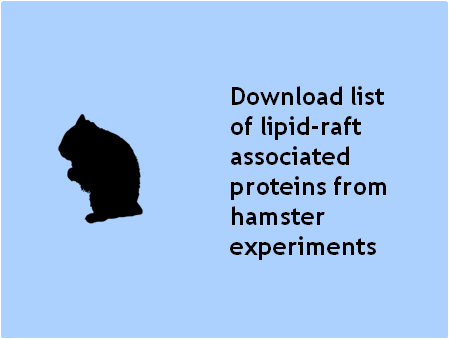 Download list
of lipid-raft
associated
proteins from
hamster
experiments